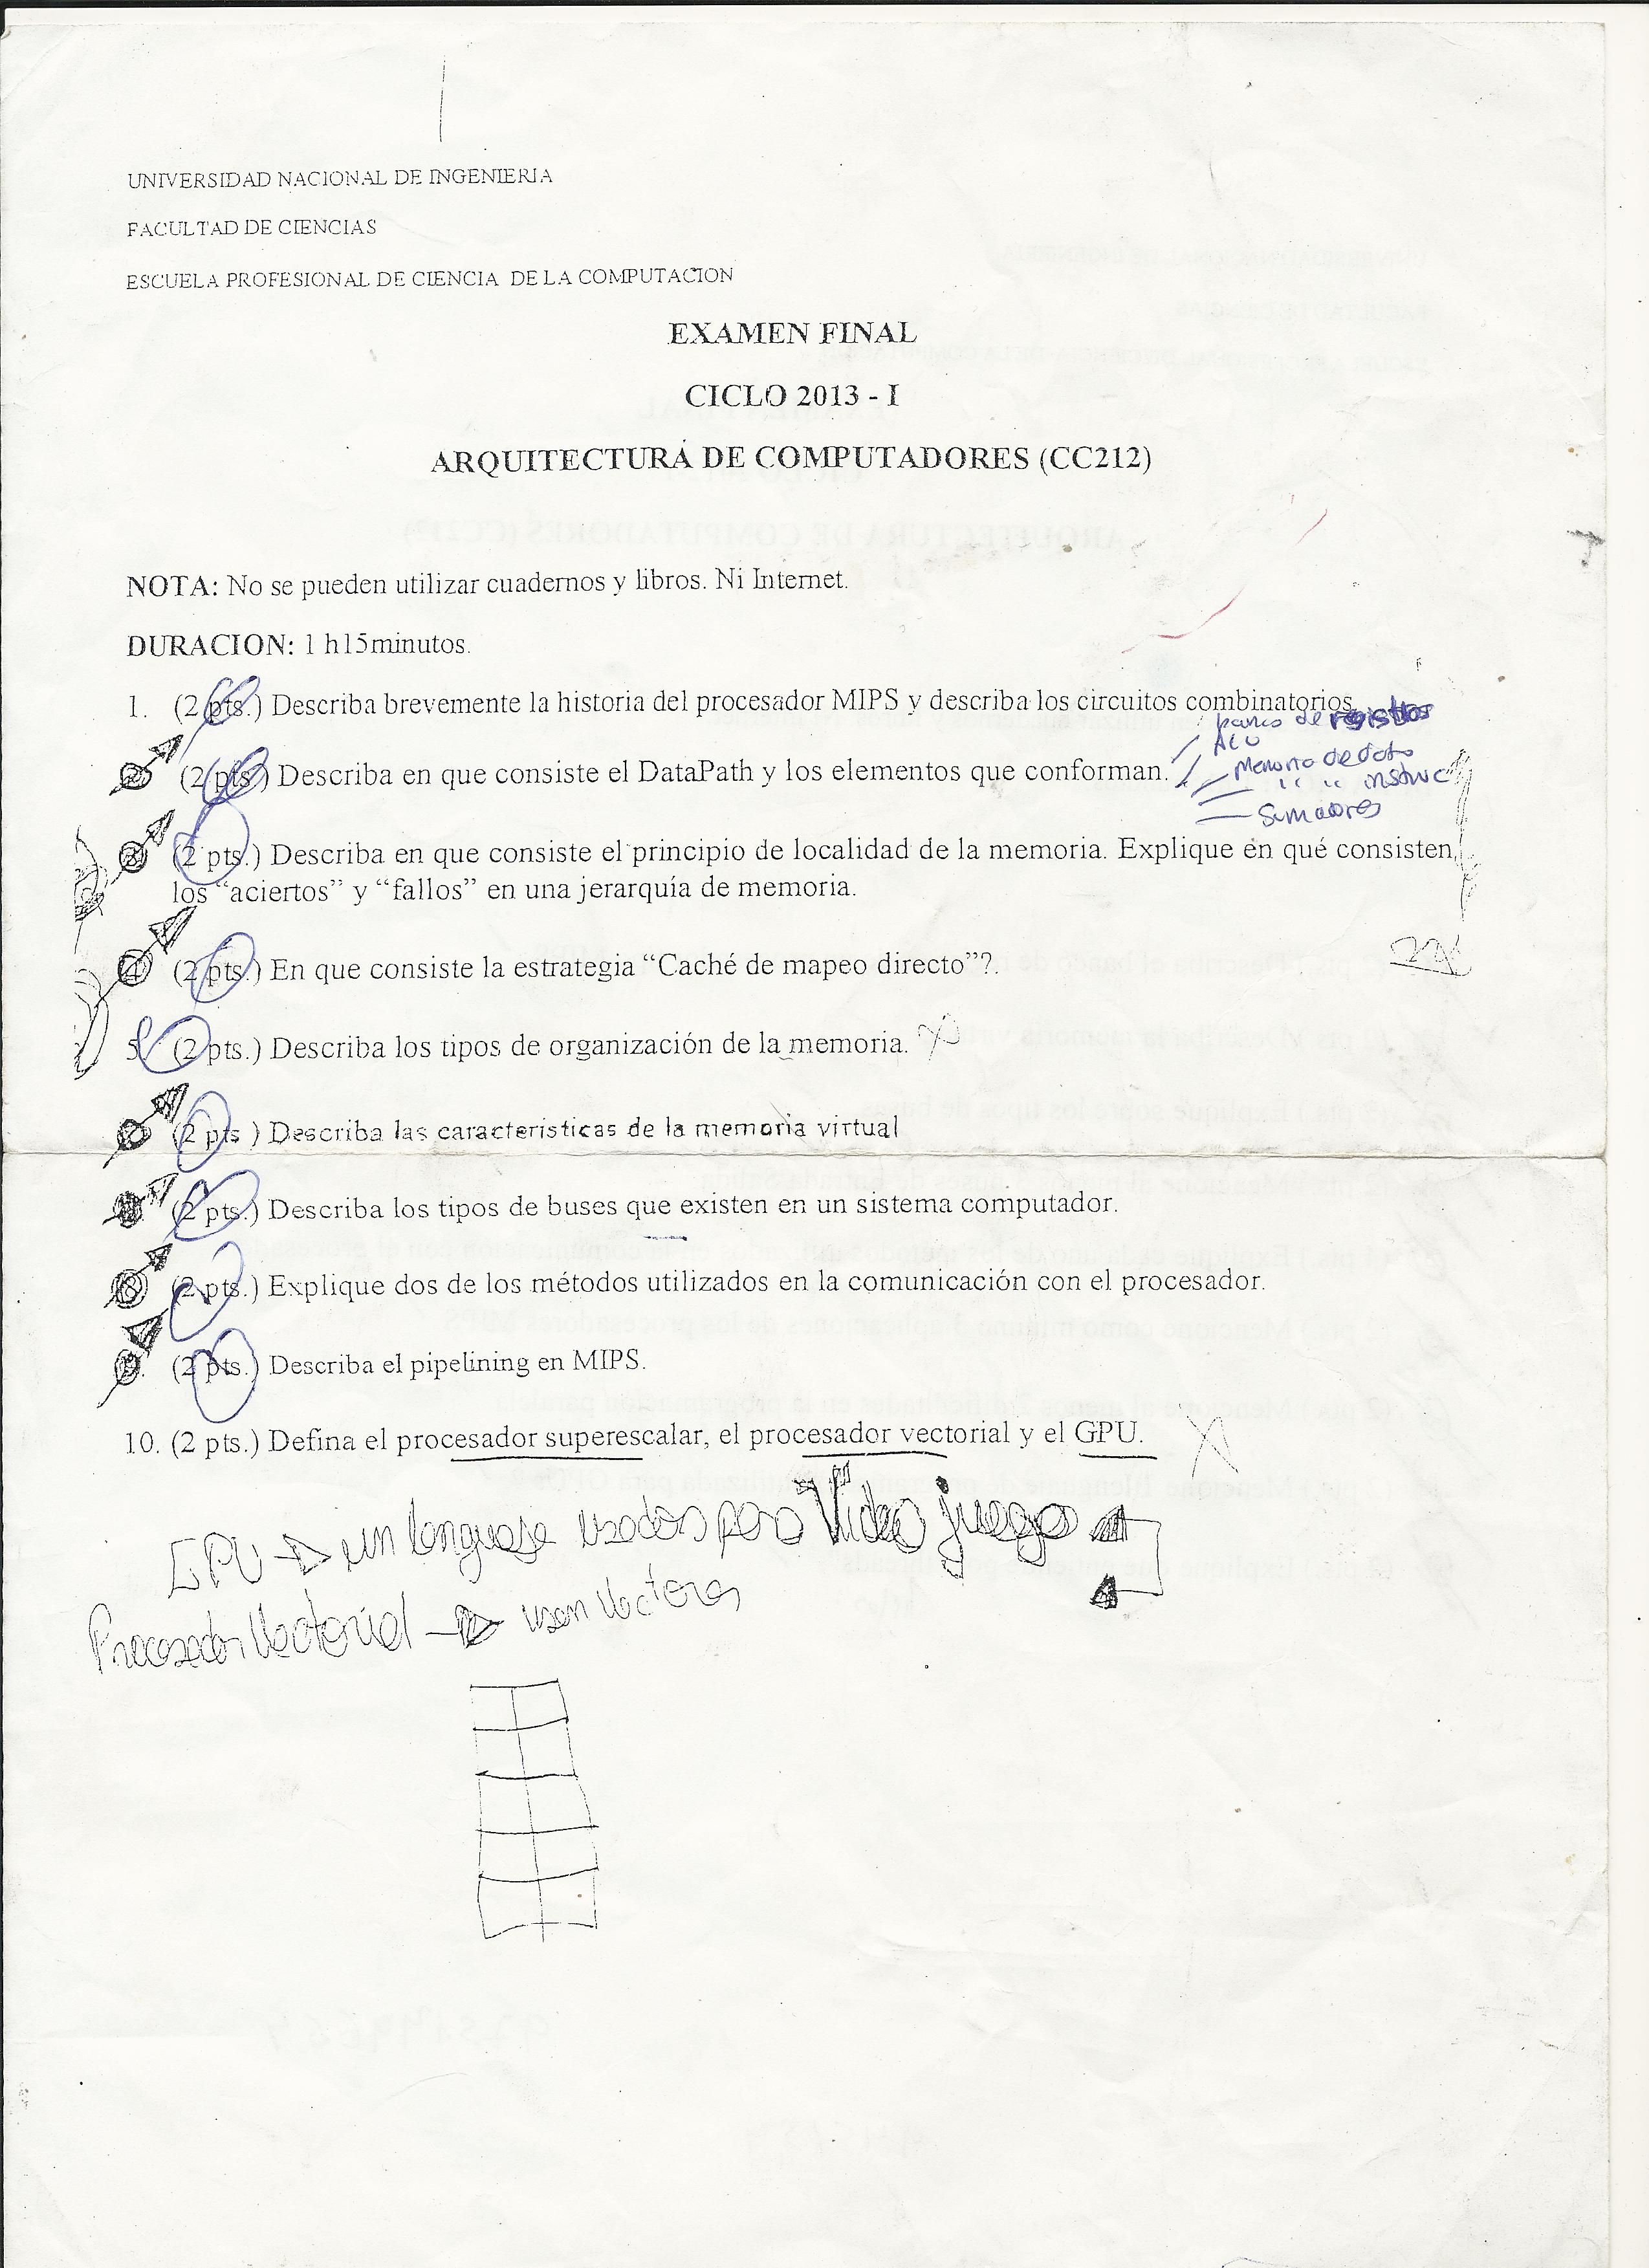 UNIVERSIDAD NACIONAL DE INGENIERIA
FACULTAD DE CIENCIAS
ESCUELA PROFESIONAL DE CIENCIA DE LA COMPUTACION
EXAMEN FINAL
CICLO 2013 - I
ARQUITECTURA DE COMPUTADORES (CC212)
NOTA: No se pueden utilizar cuadernos y libros. Ni Internet.
DURACION: 1 h15minutos.
1. (2 pts.) Describa brevemente la historia del procesador MIPS y describa los circuitos combinatorios.
banco de registros
ALU
2. (2 pts.) Describa en que consiste el DataPath y los elementos que conforman.
Memoria de dato
" " instruc
Sumadores
3. (2 pts.) Describa en que consiste el principio de localidad de la memoria. Explique en qué consisten
los “aciertos” y “fallos” en una jerarquía de memoria.
4. (2 pts.) En que consiste la estrategia “Caché de mapeo directo”?.
5. (2 pts.) Describa los tipos de organización de la memoria.
(2 pts ) Describa las caracteristicas de la memoria virtual
(2 pts.) Describa los tipos de buses que existen en un sistema computador.
8. (2 pts.) Explique dos de los métodos utilizados en la comunicación con el procesador.
9. (2 pts.) Describa el pipelining en MIPS.
10. (2 pts.) Defina el procesador superescalar, el procesador vectorial y el GPU.
GPU → un lenguaje usados para Video juego
Procesador Vectorial → usan Vectores